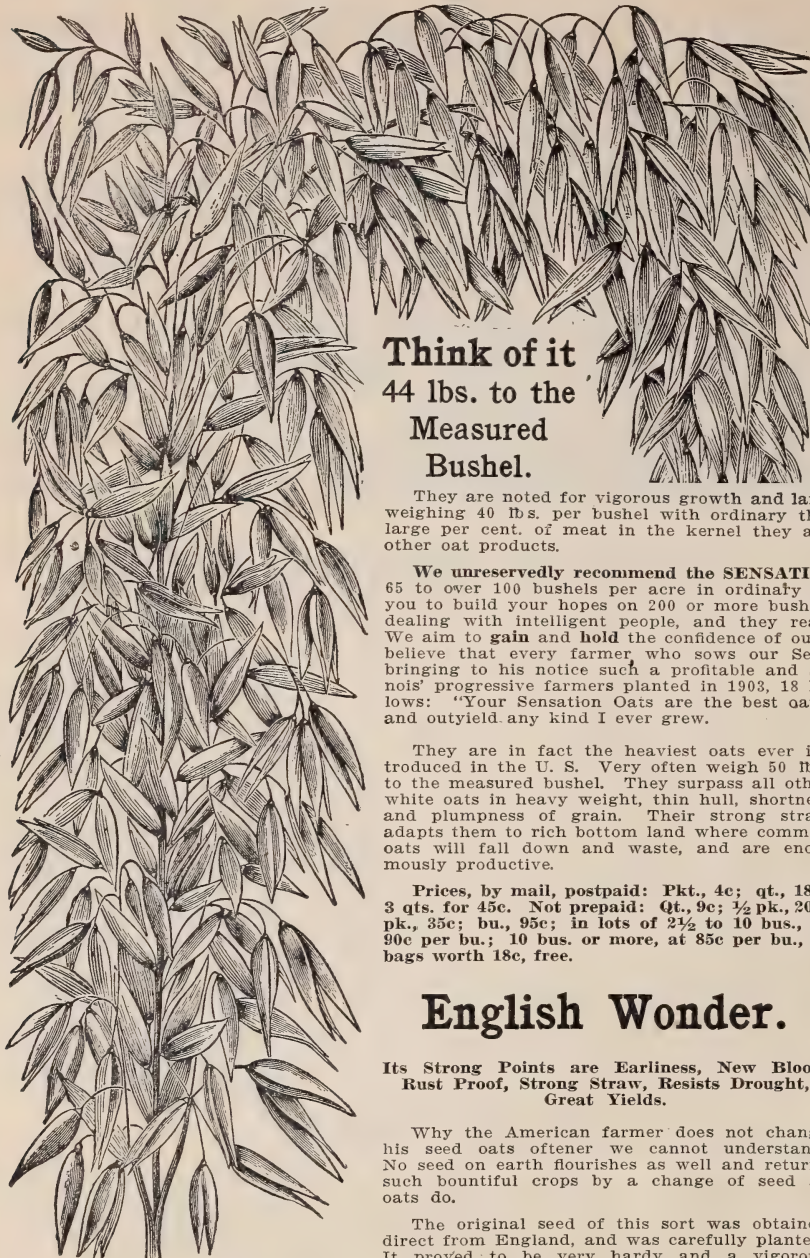 Think of it
44 lbs. to the
Measured
Bushel.
They are noted for vigorous growth and la
weighing 40 lbs. per bushel with ordinary th
large per cent. of meat in the kernel they a
other oat products.
We unreservedly recommend the SENSATI
65 to over 100 bushels per acre in ordinary
you to build your hopes on 200 or more bush
dealing with intelligent people, and they rea
We aim to gain and hold the confidence of ou
believe that every farmer who sows our Se
bringing to his notice such a profitable and
nois' progressive farmers planted in 1903, 18
lows: "Your Sensation Oats are the best oa
and outyield any kind I ever grew.
They are in fact the heaviest oats ever i
troduced in the U. S. Very often weigh 50 lb
to the measured bushel. They surpass all oth
white oats in heavy weight, thin hull, shortne
and plumpness of grain. Their strong stra
adapts them to rich bottom land where comm
oats will fall down and waste, and are eno
mously productive.
Prices, by mail, postpaid: Pkt., 4c; qt., 18
3 qts. for 45c. Not prepaid: Qt., 9c; ½ pk., 20
pk., 35c; bu., 95c; in lots of 2½ to 10 bus.,
90c per bu.; 10 bus. or more, at 85c per bu.,
bags worth 18c, free.
English Wonder.
Its Strong Points are Earliness, New Bloo
Rust Proof, Strong Straw, Resists Drought,
Great Yields.
Why the American farmer does not chan
his seed oats oftener we cannot understan
No seed on earth flourishes as well and retur
such bountiful crops by a change of seed
oats do.
The original seed of this sort was obtaine
direct from England, and was carefully plante
It proved to be very hardy and a vigoro